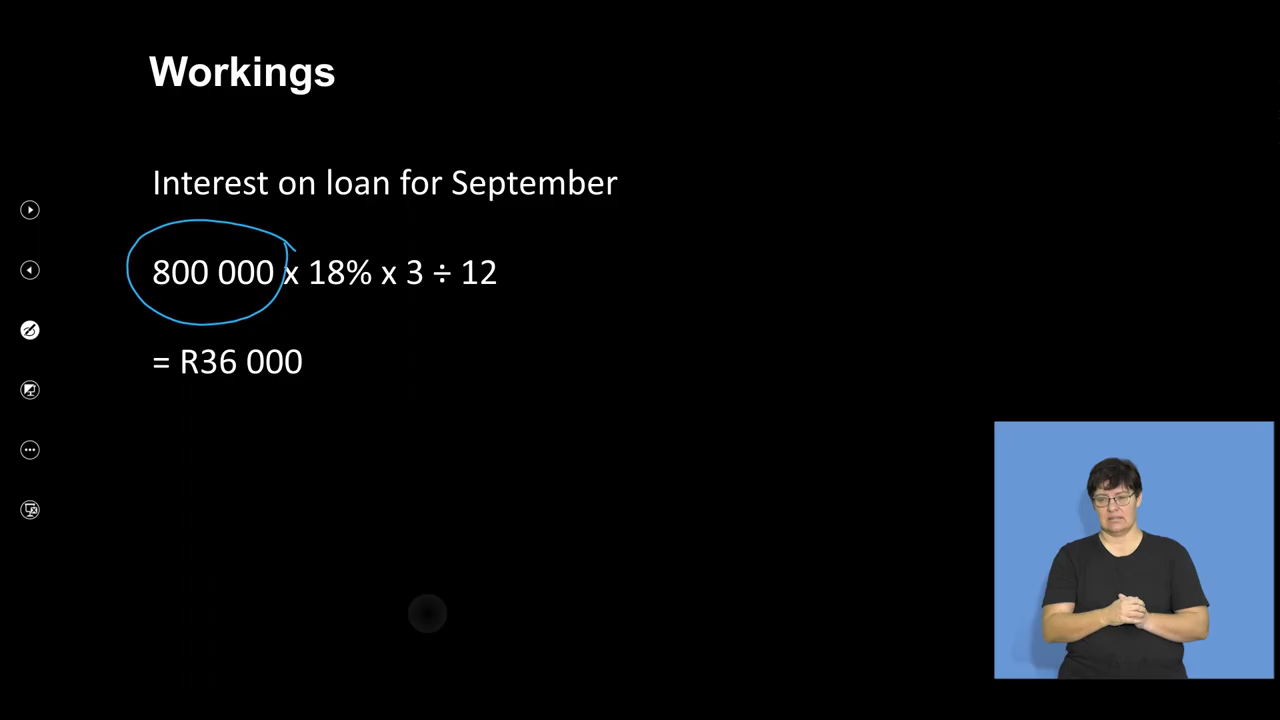 Workings
Interest on loan for September
800 000 x 18% x 3 ÷ 12
= R36 000